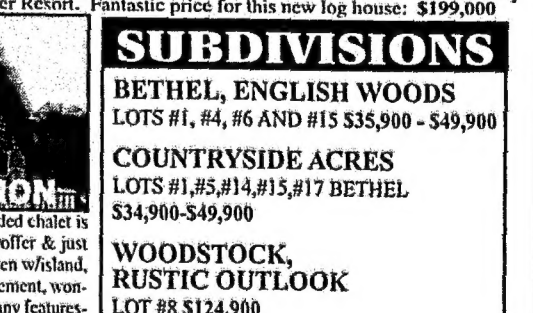 er Resort. Fantastic price for this new log house: $199,000
SUBDIVISIONS
BETHEL, ENGLISH WOODS
LOTS #1, #4, #6 AND #15 $35,900 - $49,900
COUNTRYSIDE ACRES
LOTS #1,#5,#14,#15,#17 BETHEL
$34,900-$49,900
WOODSTOCK,
RUSTIC OUTLOOK
LOT #8 $124,900
RON
ded chalet is
offer & just
en w/island,
ement, won-
any features-